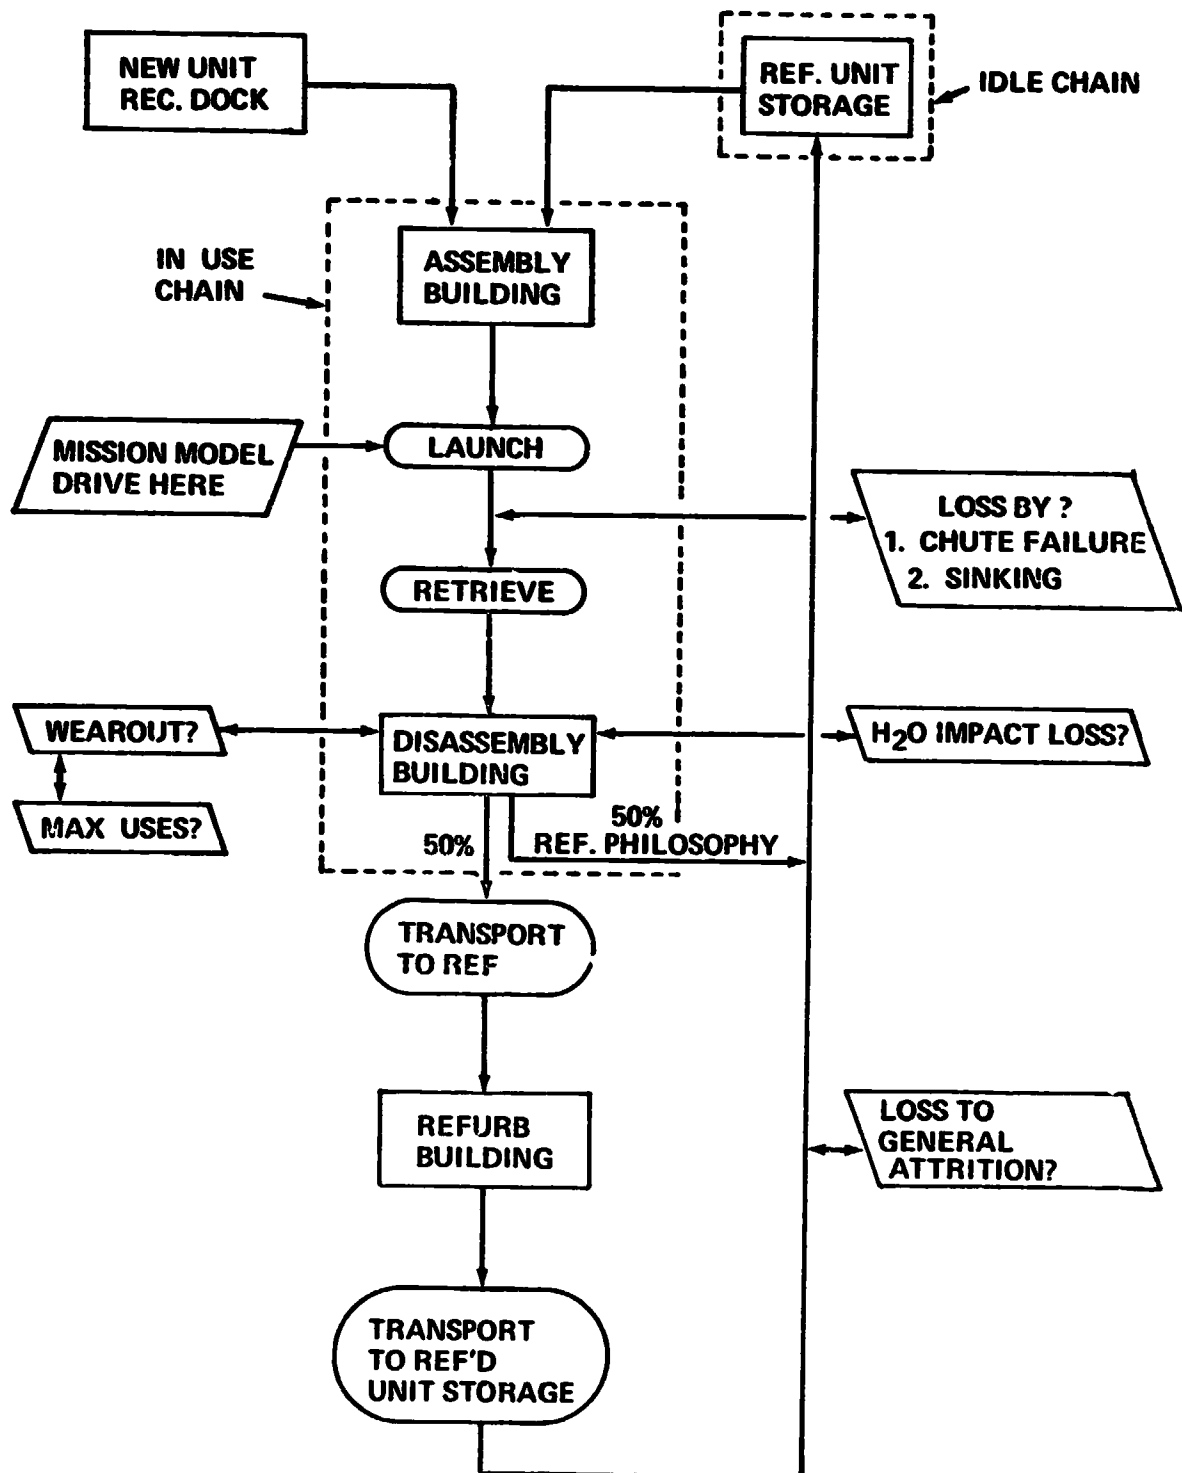 NEW UNIT
REC. DOCK
REF. UNIT
STORAGE
IDLE CHAIN
IN USE
CHAIN
ASSEMBLY
BUILDING
MISSION MODEL
DRIVE HERE
LAUNCH
LOSS BY ?
1. CHUTE FAILURE
2. SINKING
RETRIEVE
WEAROUT?
DISASSEMBLY
BUILDING
H₂O IMPACT LOSS?
MAX USES?
50%
50%
REF. PHILOSOPHY
TRANSPORT
TO REF
REFURB
BUILDING
LOSS TO
GENERAL
ATTRITION?
TRANSPORT
TO REF'D
UNIT STORAGE